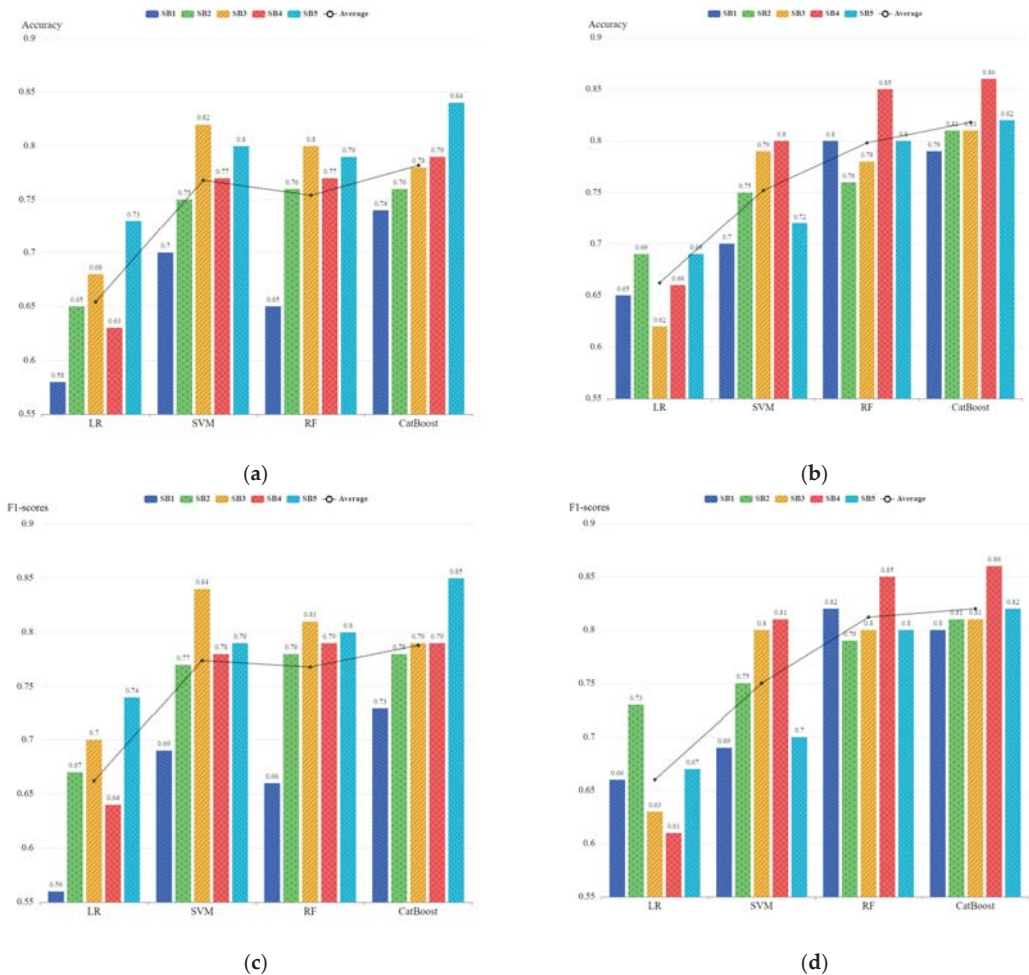 SB1 SB2 SB3 SB4 SB5 Average
Accuracy
0.9
0.85
0.8
0.75
0.7
0.65
0.6
0.55
0.58 0.65 0.68 0.63 0.73
0.7 0.75 0.82 0.77 0.8
0.65 0.76 0.8 0.77 0.79
0.74 0.76 0.78 0.79 0.84
LR SVM RF CatBoost
(a)
SB1 SB2 SB3 SB4 SB5 Average
Accuracy
0.9
0.85
0.8
0.75
0.7
0.65
0.6
0.55
0.65 0.69 0.62 0.66 0.69
0.7 0.75 0.79 0.8 0.72
0.8 0.76 0.78 0.85 0.8
0.79 0.81 0.81 0.86 0.82
LR SVM RF CatBoost
(b)
SB1 SB2 SB3 SB4 SB5 Average
F1-scores
0.9
0.85
0.8
0.75
0.7
0.65
0.6
0.55
0.56 0.67 0.7 0.64 0.74
0.69 0.77 0.84 0.78 0.79
0.66 0.78 0.81 0.79 0.8
0.73 0.78 0.79 0.79 0.85
LR SVM RF CatBoost
(c)
SB1 SB2 SB3 SB4 SB5 Average
F1-scores
0.9
0.85
0.8
0.75
0.7
0.65
0.6
0.55
0.66 0.73 0.63 0.61 0.67
0.69 0.75 0.8 0.81 0.7
0.82 0.79 0.8 0.85 0.8
0.8 0.81 0.81 0.86 0.82
LR SVM RF CatBoost
(d)